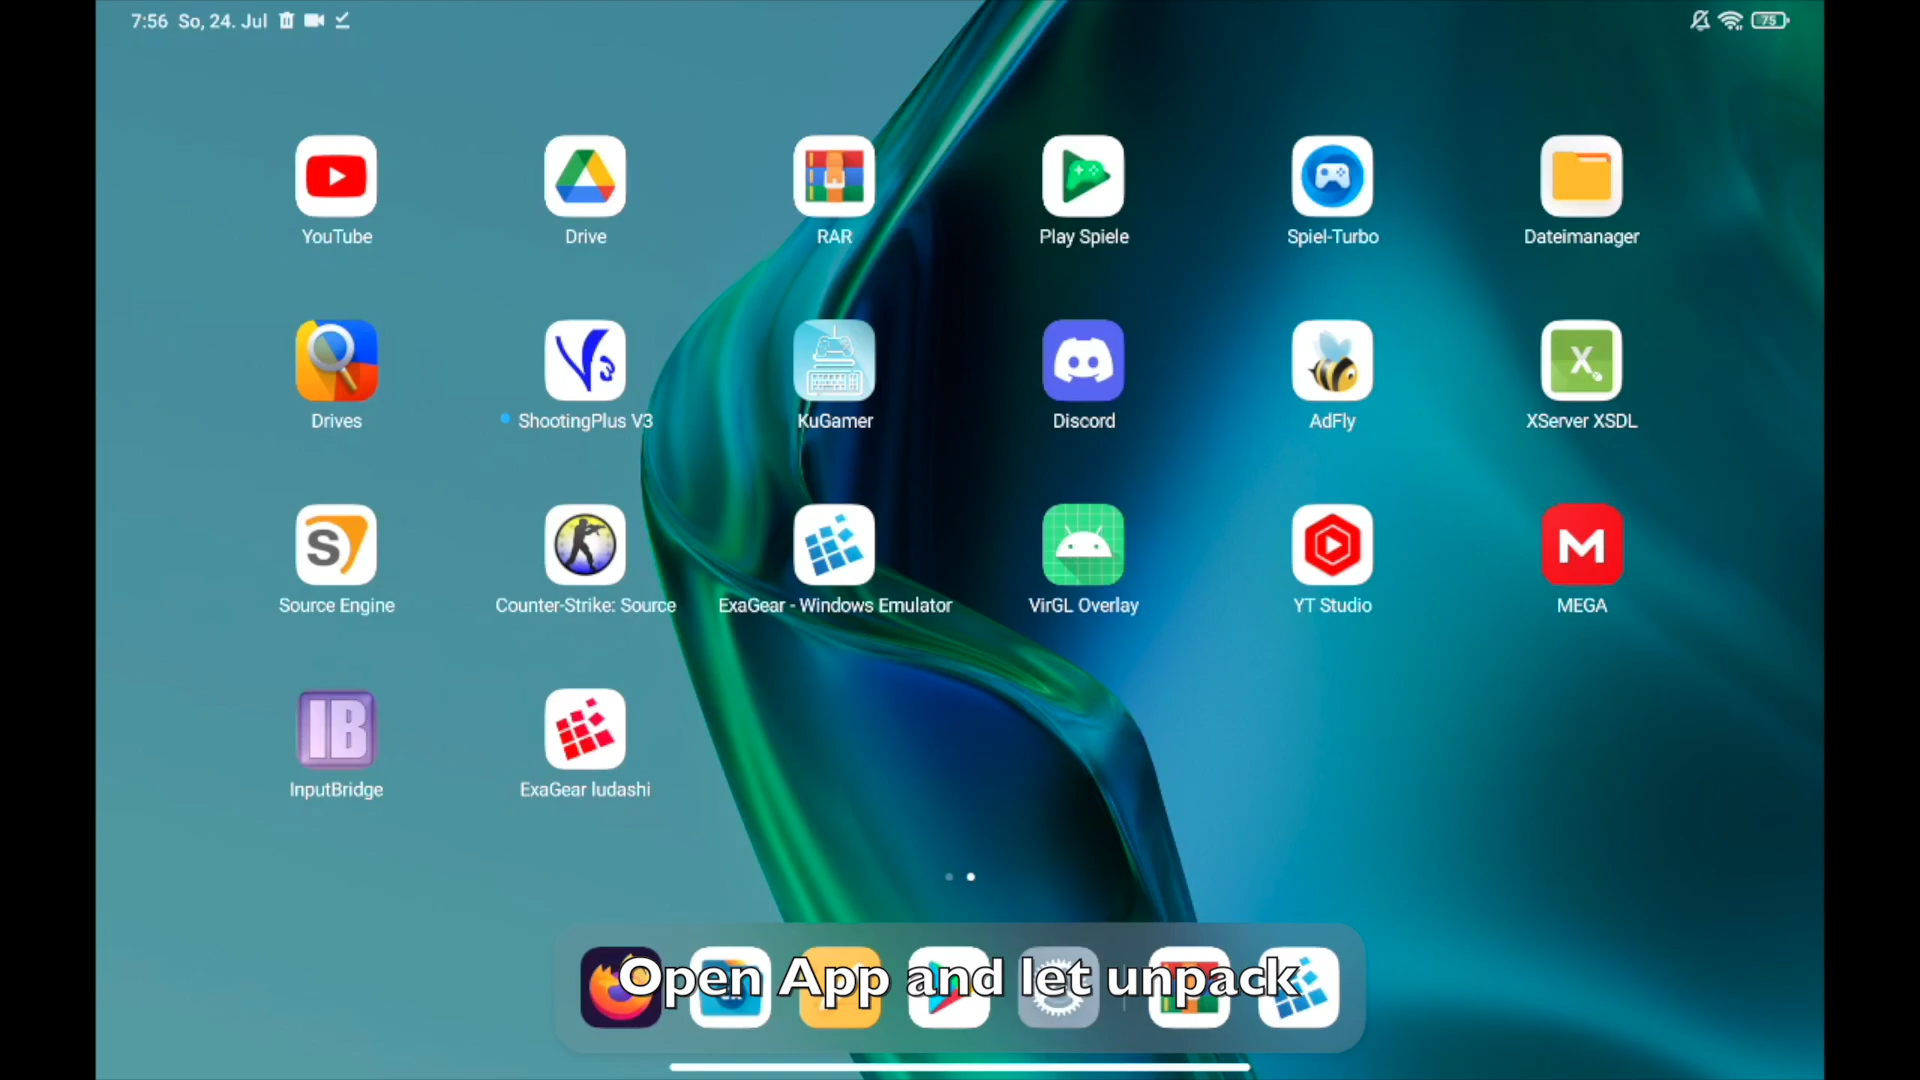 7:56 So, 24. Jul
75
YouTube
Drive
RAR
Play Spiele
Spiel-Turbo
Dateimanager
Drives
ShootingPlus V3
KuGamer
Discord
AdFly
XServer XSDL
Source Engine
Counter-Strike: Source
ExaGear - Windows Emulator
VirGL Overlay
YT Studio
MEGA
InputBridge
ExaGear ludashi
Open App and let unpack